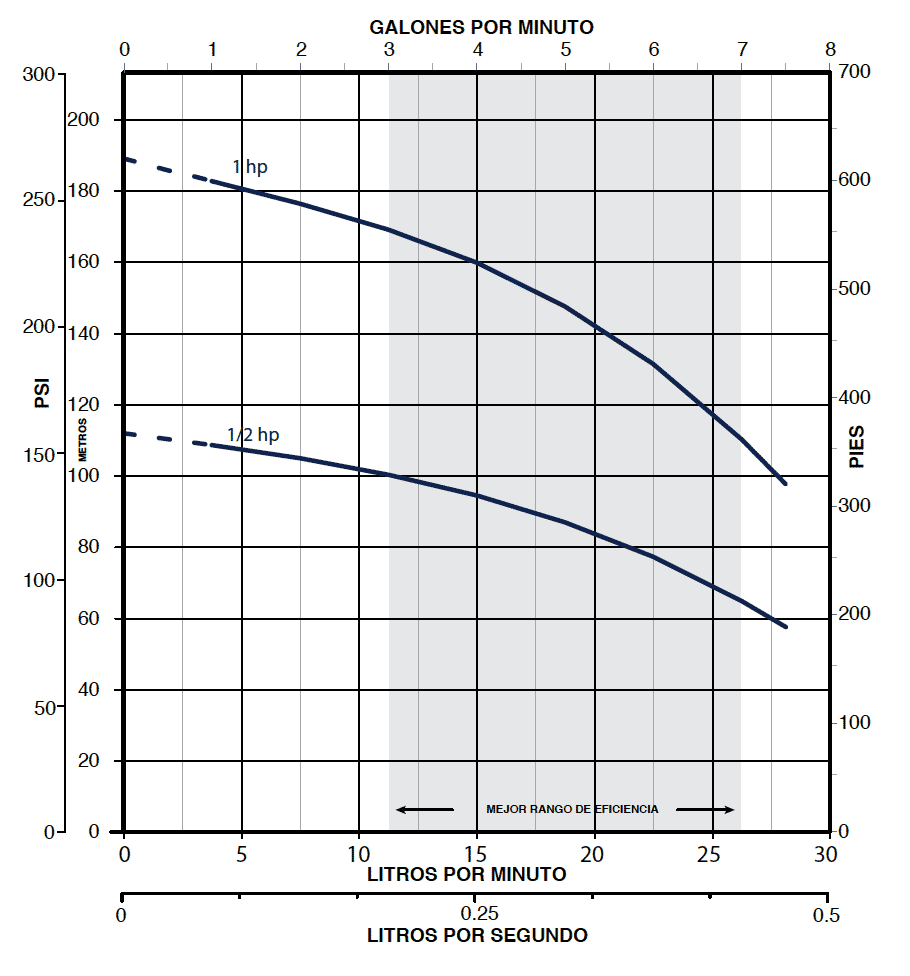 GALONES POR MINUTO
0 1 2 3 4 5 6 7 8
300 250 200 150 100 50 0
PSI
200 180 160 140 120 100 80 60 40 20 0
METROS
1 hp
1/2 hp
MEJOR RANGO DE EFICIENCIA
700 600 500 400 300 200 100 0
PIES
0 5 10 15 20 25 30
LITROS POR MINUTO
0 0.25 0.5
LITROS POR SEGUNDO